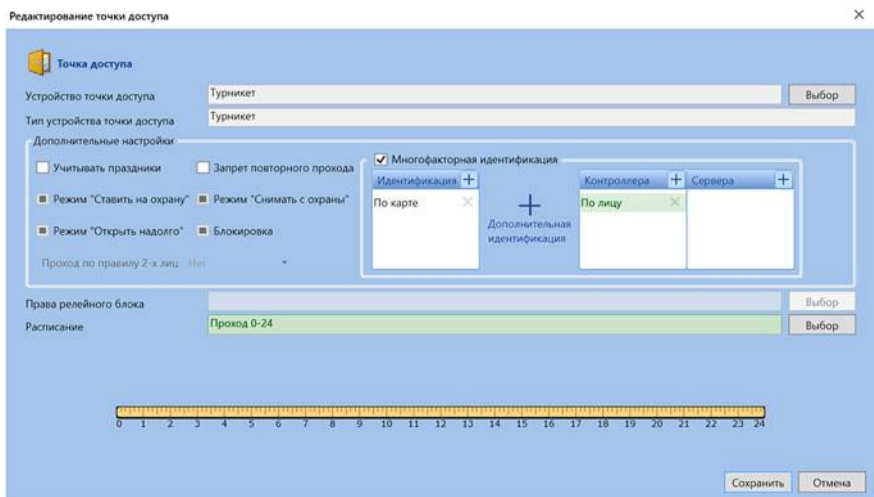 Редактирование точки доступа
Точка доступа
Устройство точки доступа Турникет Выбор
Тип устройства точки доступа Турникет
Дополнительные настройки
Учитывать праздники Запрет повторного прохода
Режим "Ставить на охрану" Режим "Снимать с охраны"
Режим "Открыть надолго" Блокировка
Проход по правилу 2-х лиц Нет
Многофакторная идентификация
Идентификация +
По карте
+
Дополнительная
идентификация
Контроллера + Сервера +
По лицу
Права релейного блока Выбор
Расписание Проход 0-24 Выбор
0 1 2 3 4 5 6 7 8 9 10 11 12 13 14 15 16 17 18 19 20 21 22 23 24
Сохранить Отмена